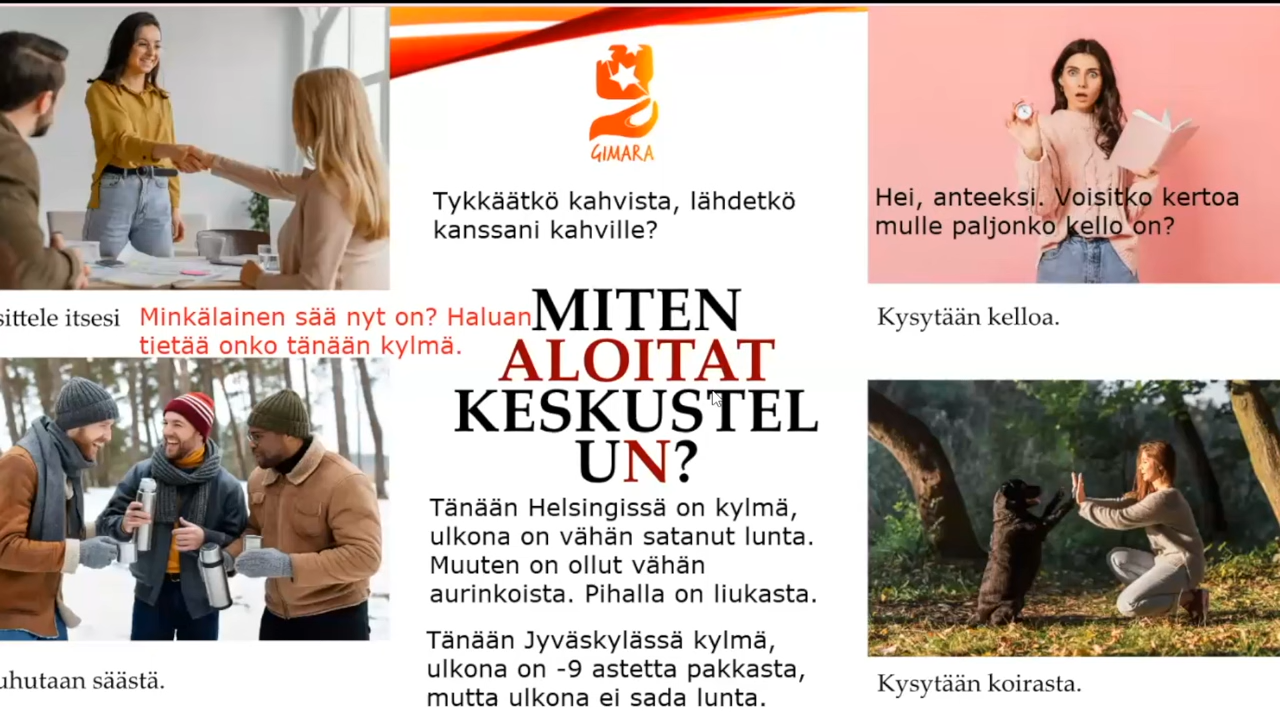 GIMARA
Tykkäätkö kahvista, lähdetkö
kanssani kahville?
Hei, anteeksi. Voisitko kertoa
mulle paljonko kello on?
sittele itsesi
Minkälainen sää nyt on? Haluan
tietää onko tänään kylmä.
Kysytään kelloa.
MITEN
ALOITAT
KESKUSTEL
UN?
Tänään Helsingissä on kylmä,
ulkona on vähän satanut lunta.
Muuten on ollut vähän
aurinkoista. Pihalla on liukasta.
Tänään Jyväskylässä kylmä,
ulkona on -9 astetta pakkasta,
mutta ulkona ei sada lunta.
uhutaan säästä.
Kysytään koirasta.